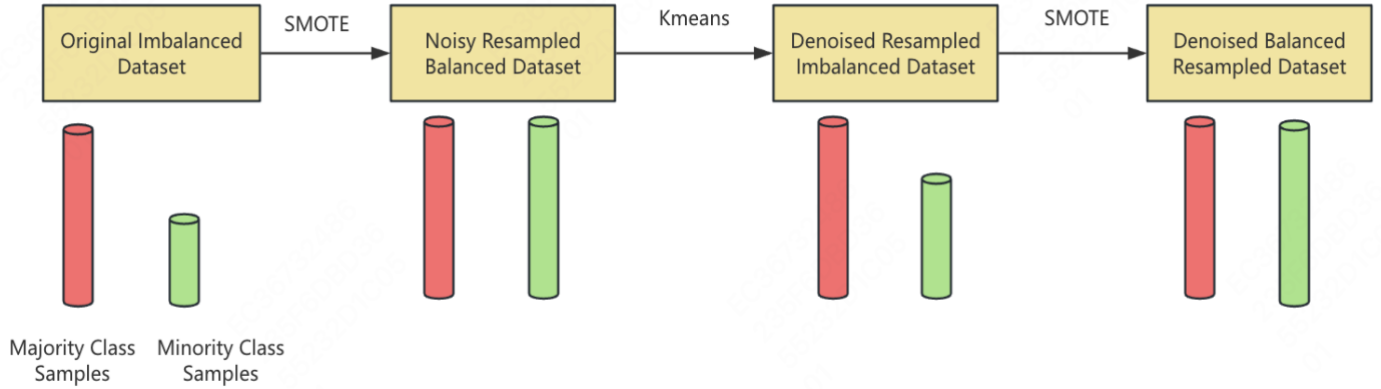 Original Imbalanced
Dataset
SMOTE
Noisy Resampled
Balanced Dataset
Kmeans
Denoised Resampled
Imbalanced Dataset
SMOTE
Denoised Balanced
Resampled Dataset
Majority Class
Samples
Minority Class
Samples